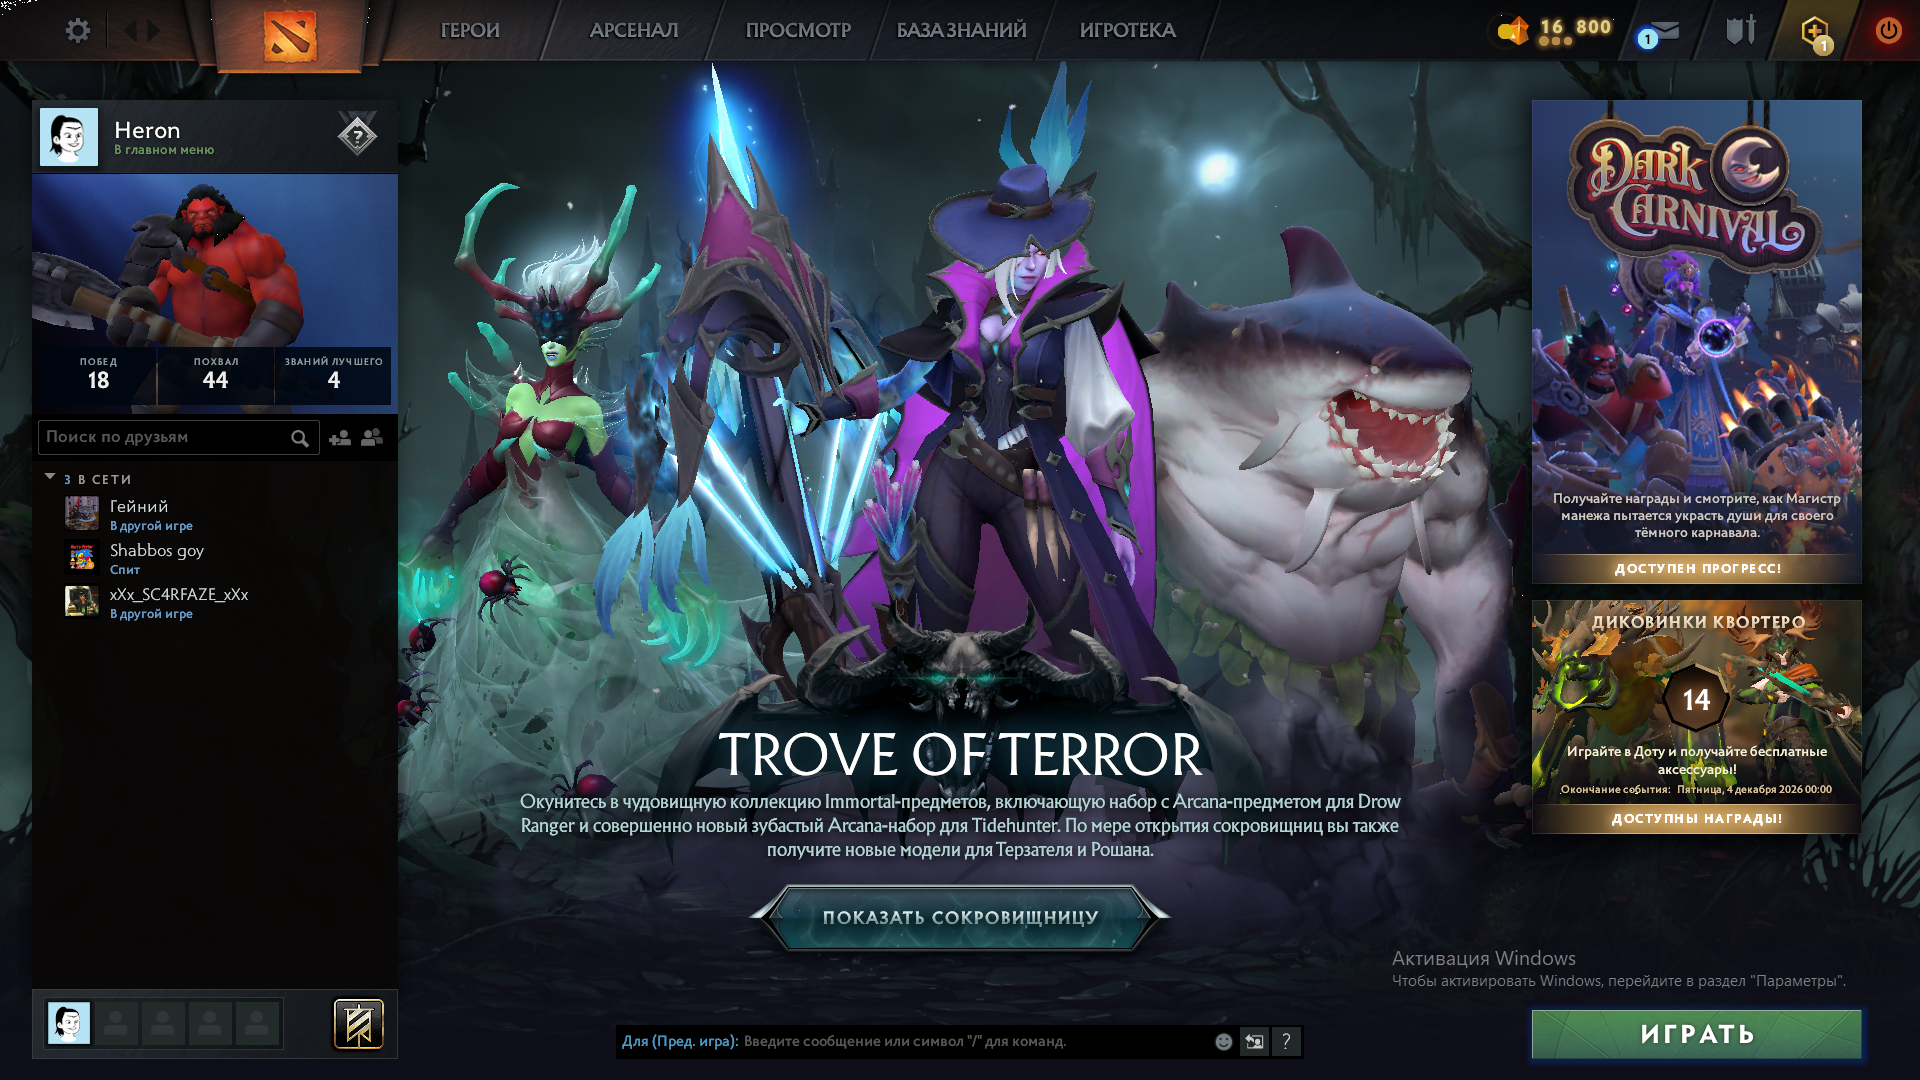 ГЕРОИ
АРСЕНАЛ
ПРОСМОТР
БАЗА ЗНАНИЙ
ИГРОТЕКА
16 800
1
1
Heron
В главном меню
?
ПОБЕД
18
ПОХВАЛ
44
ЗВАНИЙ ЛУЧШЕГО
4
Поиск по друзьям
3 В СЕТИ
Гейний
В другой игре
Shabbos goy
Спит
xXx_SC4RFAZE_xXx
В другой игре
TROVE OF TERROR
Окунитесь в чудовищную коллекцию Immortal-предметов, включающую набор с Arcana-предметом для Drow
Ranger и совершенно новый зубастый Arcana-набор для Tidehunter. По мере открытия сокровищниц вы также
получите новые модели для Терзателя и Рошана.
ПОКАЗАТЬ СОКРОВИЩНИЦУ
DARK
CARNIVAL
Получайте награды и смотрите, как Магистр
манежа пытается украсть души для своего
тёмного карнавала.
ДОСТУПЕН ПРОГРЕСС!
ДИКОВИНКИ КВОРТЕРО
14
Играйте в Доту и получайте бесплатные
аксессуары!
Окончание события: Пятница, 4 декабря 2026 00:00
ДОСТУПНЫ НАГРАДЫ!
Активация Windows
Чтобы активировать Windows, перейдите в раздел "Параметры".
Для (Пред. игра): Введите сообщение или символ "/" для команд.
?
ИГРАТЬ